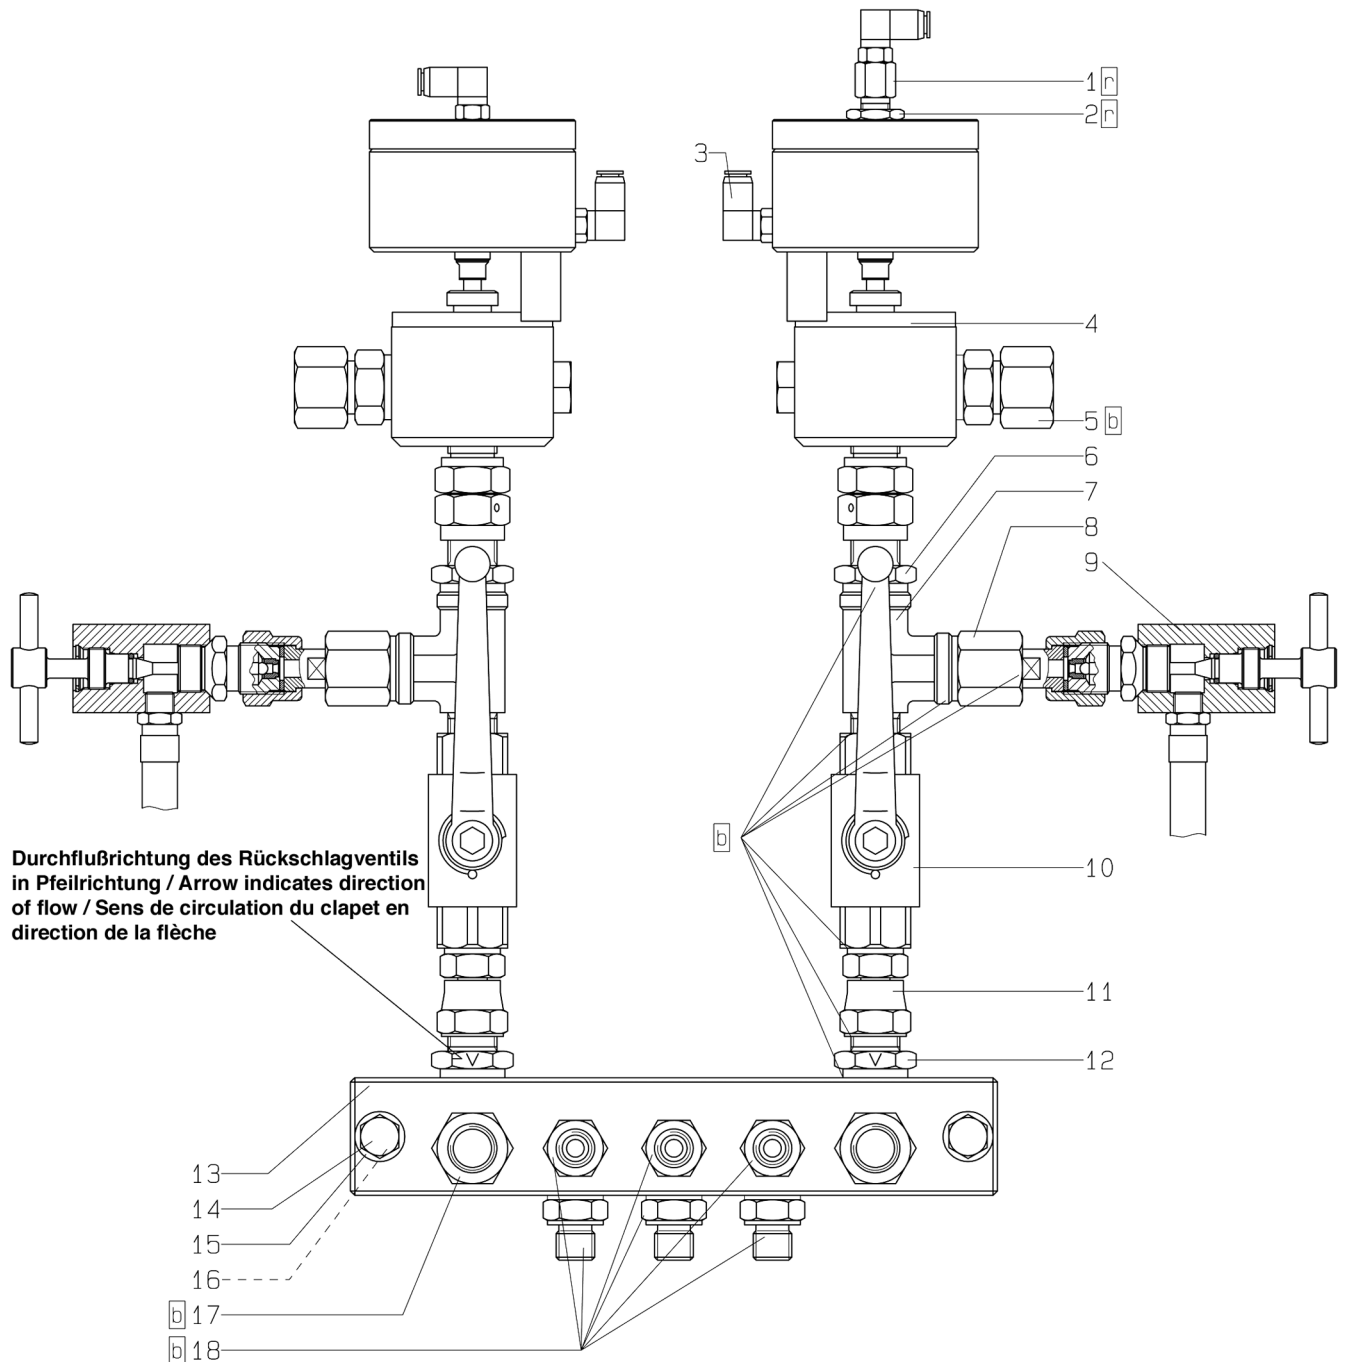 1 r
2 r
3
4
5 b
6
7
8
9
b
10
Durchflußrichtung des Rückschlagventils
in Pfeilrichtung / Arrow indicates direction
of flow / Sens de circulation du clapet en
direction de la flèche
11
12
13
14
15
16
b 17
b 18